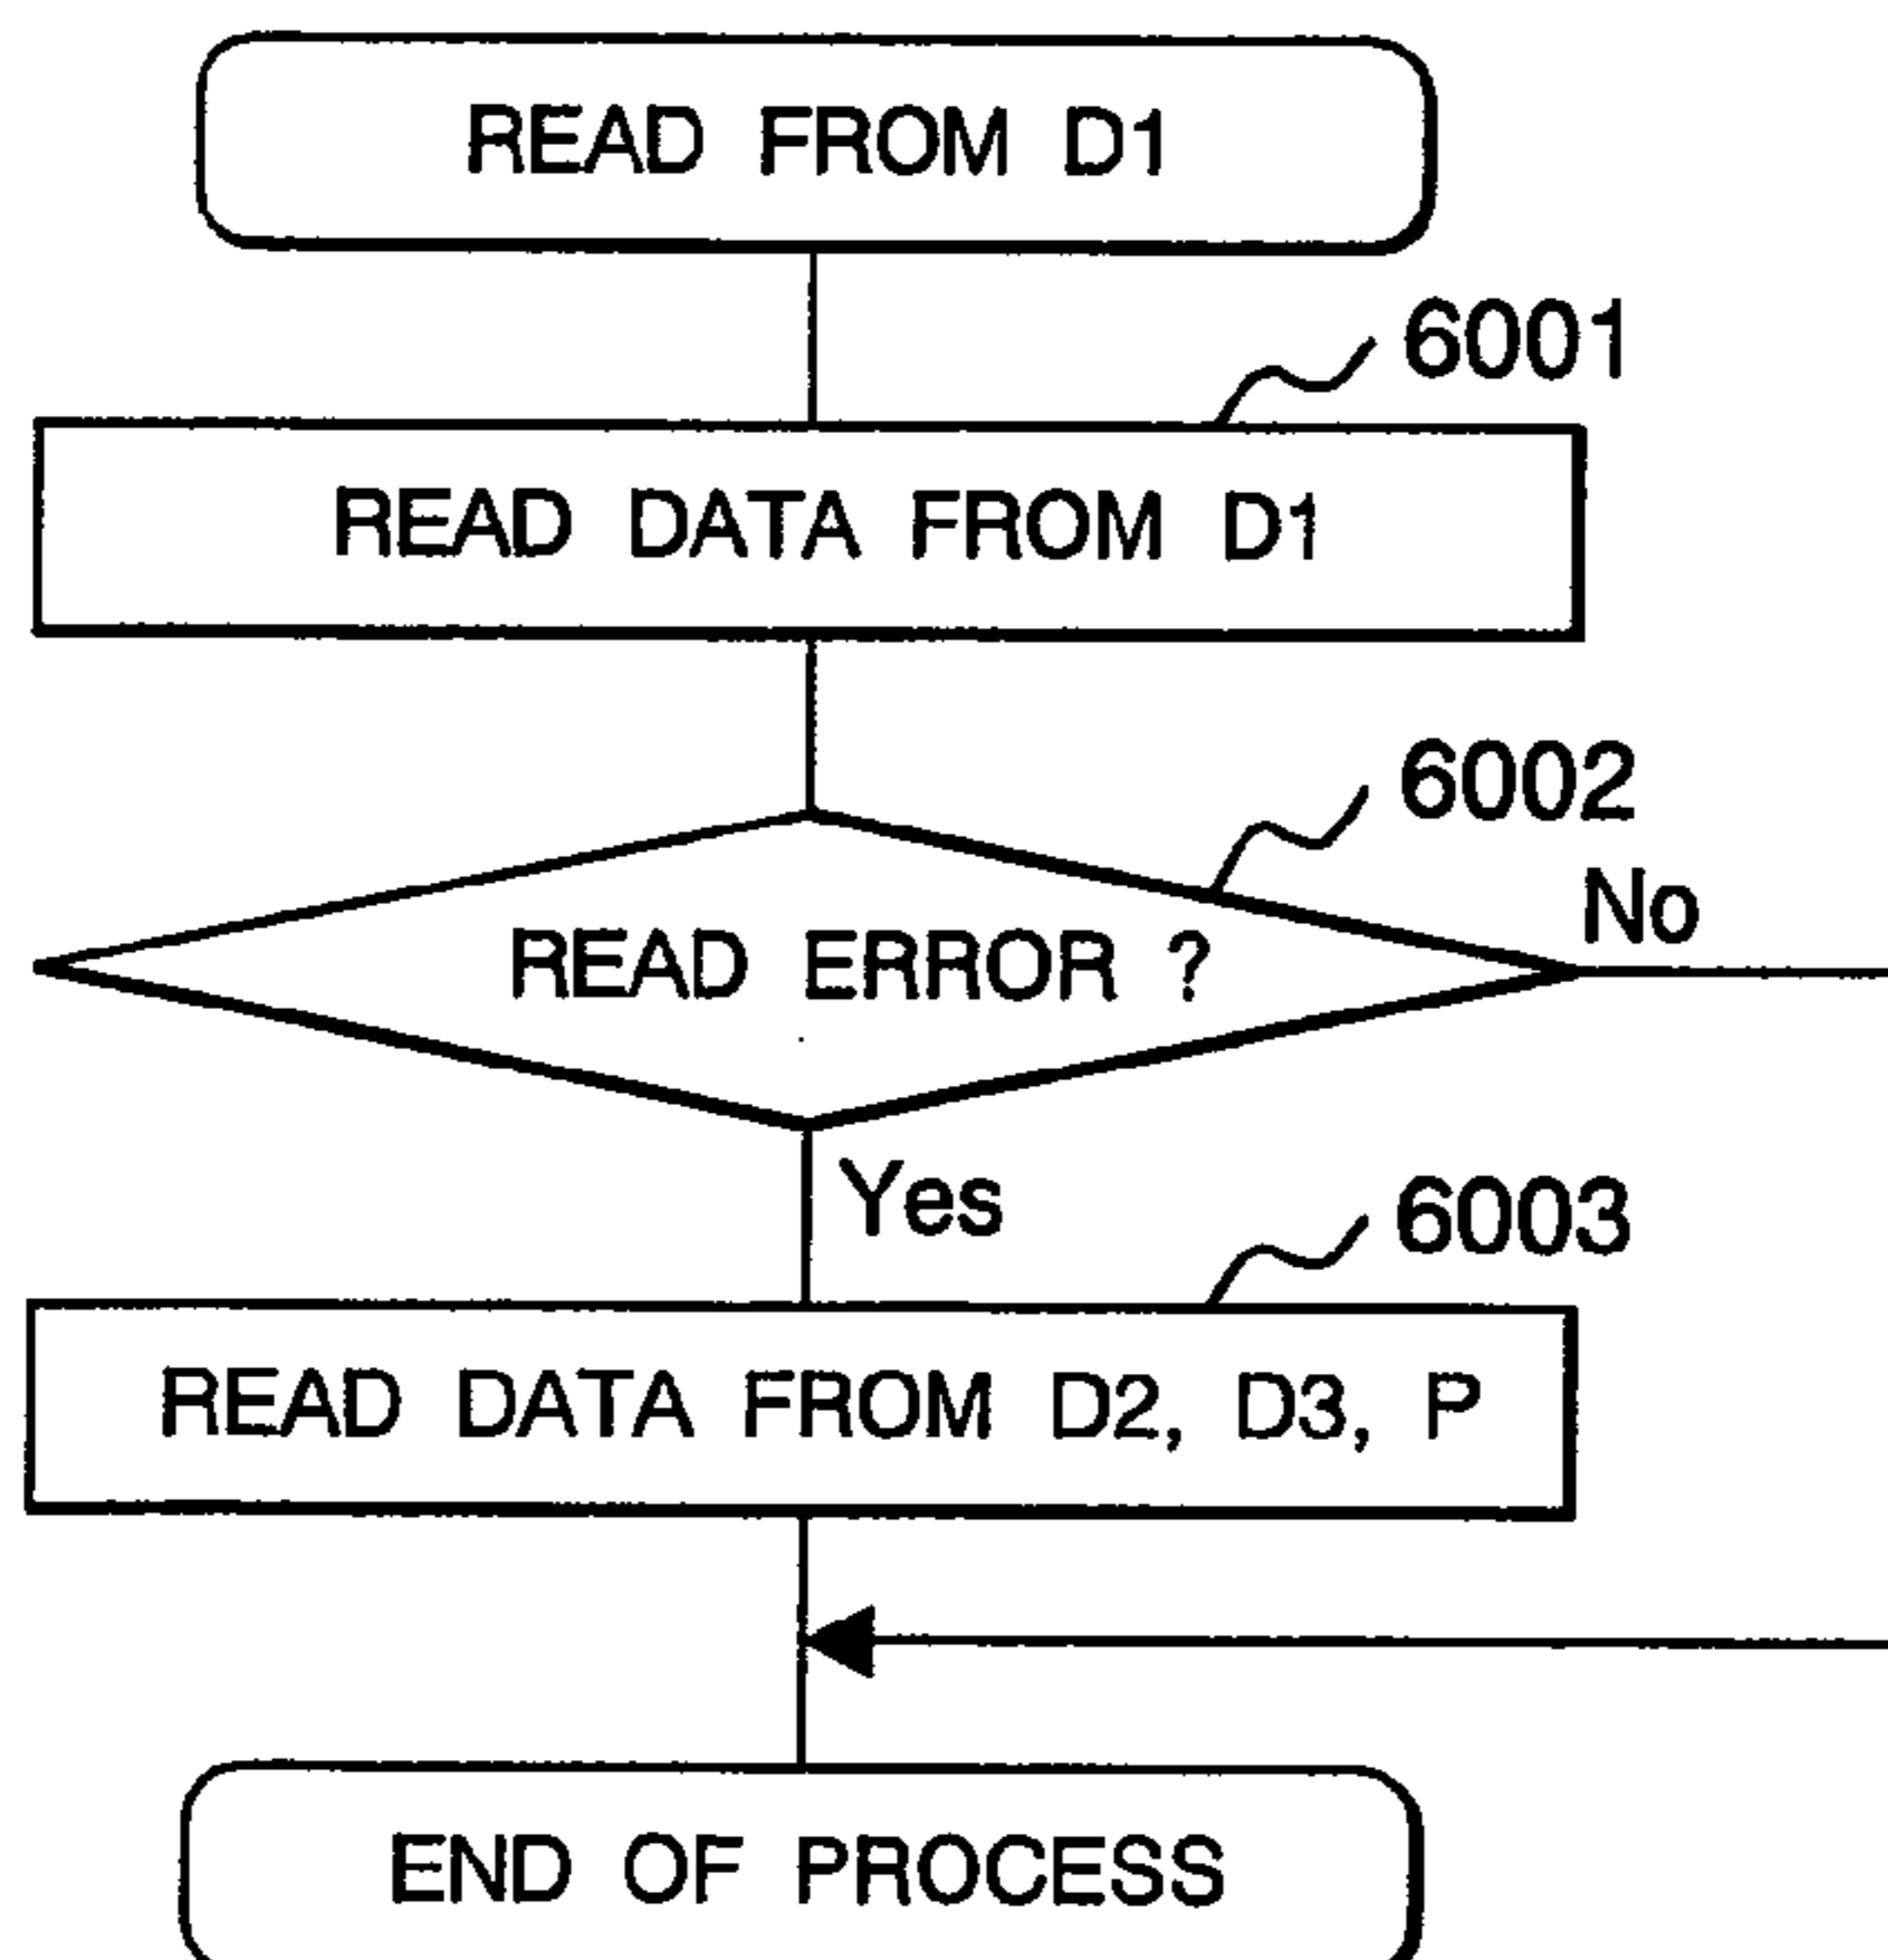 READ FROM D1
6001
READ DATA FROM D1
6002
No
READ ERROR ?
Yes
6003
READ DATA FROM D2, D3, P
END OF PROCESS